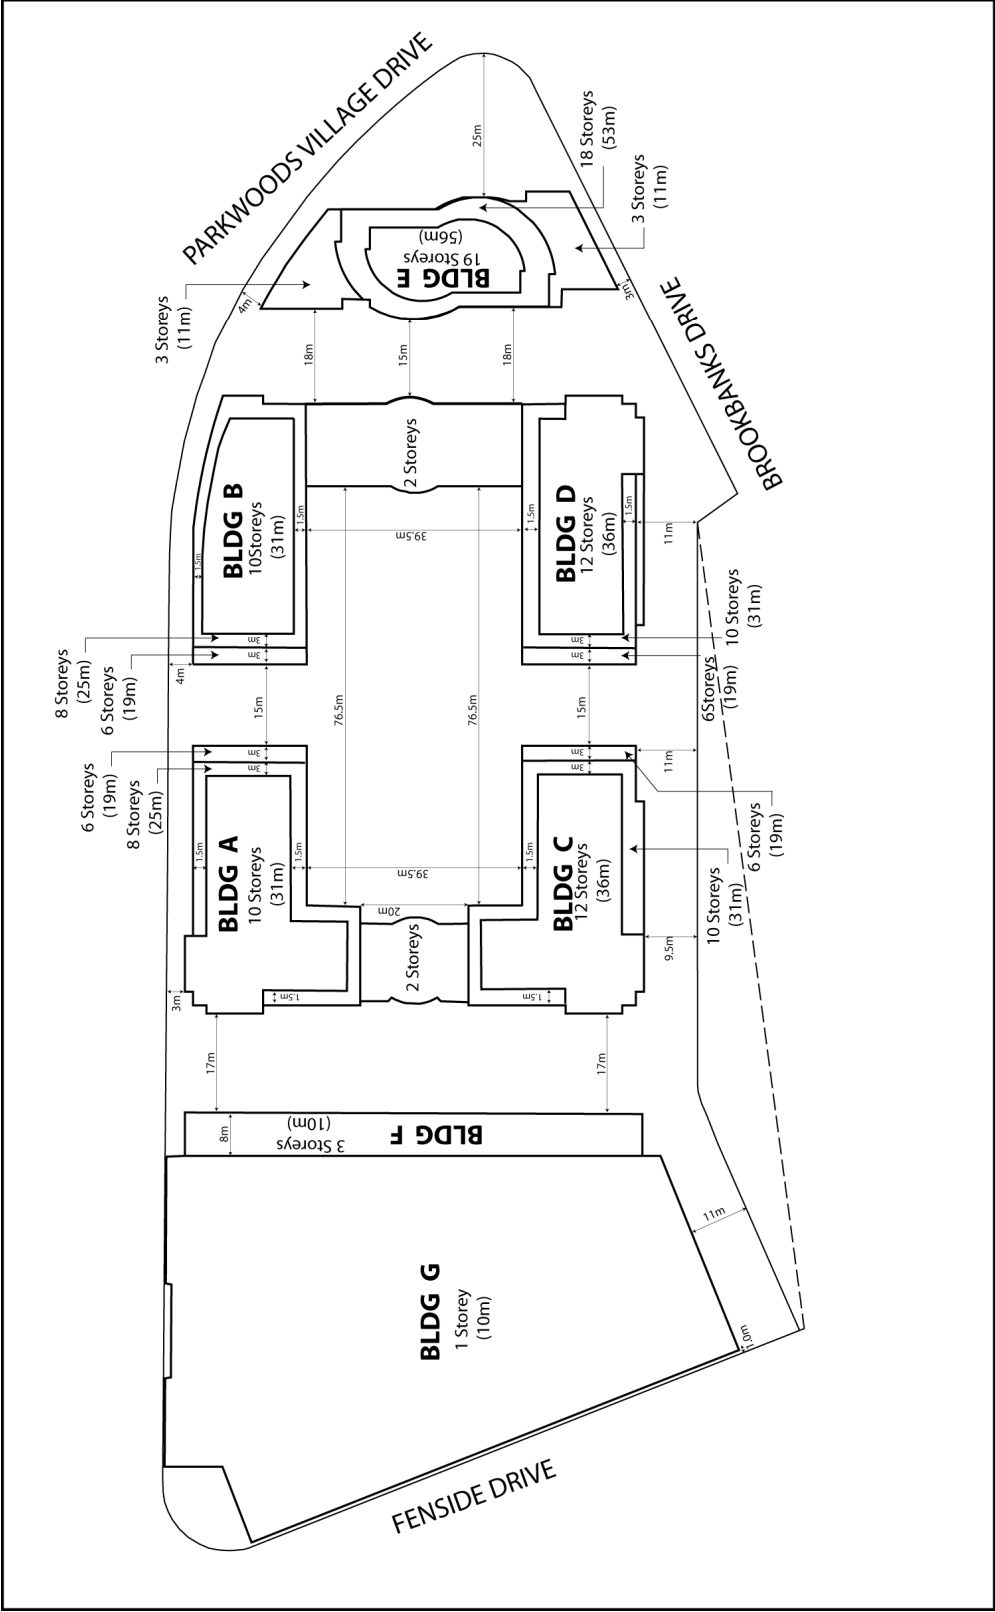 PARKWOODS VILLAGE DRIVE
25m
18 Storeys
(53m)
3 Storeys
(11m)
BLDG E
19 Storeys
(56m)
3 Storeys
(11m)
4m
3m
BROOKBANKS DRIVE
18m
15m
18m
2 Storeys
BLDG B
10Storeys
(31m)
1.5m
1.5m
39.5m
BLDG D
12 Storeys
(36m)
1.5m
1.5m
11m
10 Storeys
(31m)
8 Storeys
(25m)
6 Storeys
(19m)
3m
3m
3m
3m
6Storeys
(19m)
4m
15m
76.5m
76.5m
15m
6 Storeys
(19m)
8 Storeys
(25m)
3m
3m
3m
3m
11m
6 Storeys
(19m)
BLDG A
10 Storeys
(31m)
1.5m
1.5m
39.5m
1.5m
BLDG C
12 Storeys
(36m)
10 Storeys
(31m)
20m
2 Storeys
9.5m
3m
1.5m
1.5m
17m
17m
8m
3 Storeys
(10m)
BLDG F
11m
BLDG G
1 Storey
(10m)
1.0m
FENSIDE DRIVE